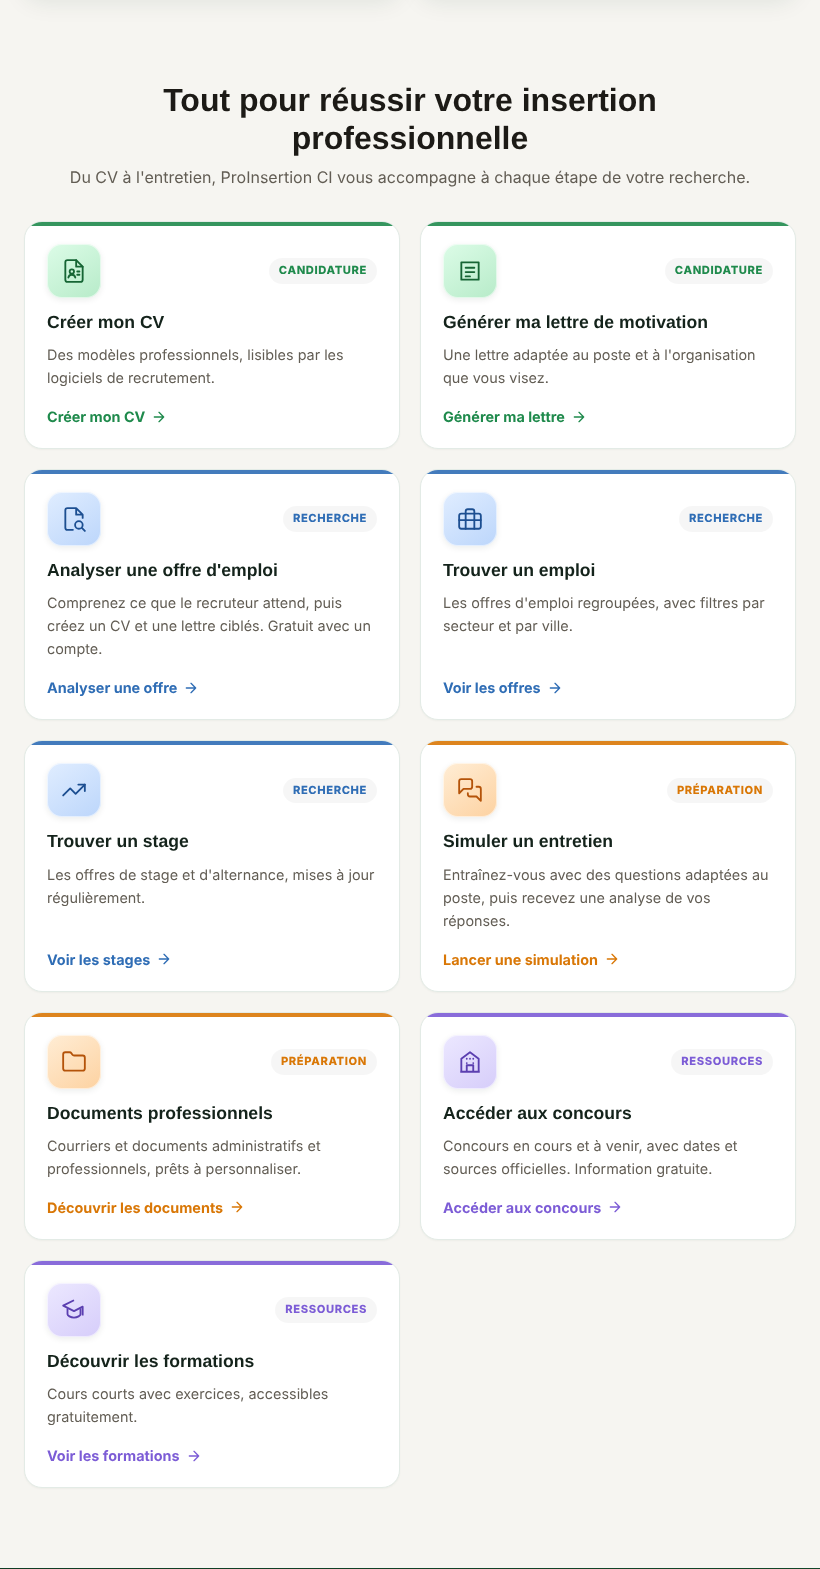 Tout pour réussir votre insertion
professionnelle
Du CV à l'entretien, ProInsertion CI vous accompagne à chaque étape de votre recherche.
CANDIDATURE
Créer mon CV
Des modèles professionnels, lisibles par les
logiciels de recrutement.
Créer mon CV →
CANDIDATURE
Générer ma lettre de motivation
Une lettre adaptée au poste et à l'organisation
que vous visez.
Générer ma lettre →
RECHERCHE
Analyser une offre d'emploi
Comprenez ce que le recruteur attend, puis
créez un CV et une lettre ciblés. Gratuit avec un
compte.
Analyser une offre →
RECHERCHE
Trouver un emploi
Les offres d'emploi regroupées, avec filtres par
secteur et par ville.
Voir les offres →
RECHERCHE
Trouver un stage
Les offres de stage et d'alternance, mises à jour
régulièrement.
Voir les stages →
PRÉPARATION
Simuler un entretien
Entraînez-vous avec des questions adaptées au
poste, puis recevez une analyse de vos
réponses.
Lancer une simulation →
PRÉPARATION
Documents professionnels
Courriers et documents administratifs et
professionnels, prêts à personnaliser.
Découvrir les documents →
RESSOURCES
Accéder aux concours
Concours en cours et à venir, avec dates et
sources officielles. Information gratuite.
Accéder aux concours →
RESSOURCES
Découvrir les formations
Cours courts avec exercices, accessibles
gratuitement.
Voir les formations →